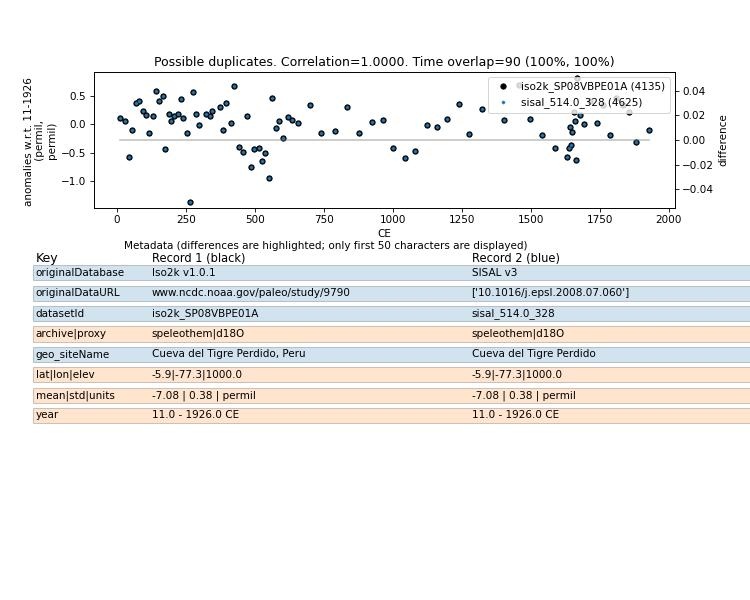 Possible duplicates. Correlation=1.0000. Time overlap=90 (100%, 100%)
anomalies w.r.t. 11-1926
(permil,
permil)
0.5
0.0
−0.5
−1.0
iso2k_SP08VBPE01A (4135)
sisal_514.0_328 (4625)
0.04
0.02
0.00
−0.02
−0.04
difference
0 250 500 750 1000 1250 1500 1750 2000
CE
Metadata (differences are highlighted; only first 50 characters are displayed)
Key Record 1 (black) Record 2 (blue)
originalDatabase Iso2k v1.0.1 SISAL v3
originalDataURL www.ncdc.noaa.gov/paleo/study/9790 ['10.1016/j.epsl.2008.07.060']
datasetId iso2k_SP08VBPE01A sisal_514.0_328
archive|proxy speleothem|d18O speleothem|d18O
geo_siteName Cueva del Tigre Perdido, Peru Cueva del Tigre Perdido
lat|lon|elev -5.9|-77.3|1000.0 -5.9|-77.3|1000.0
mean|std|units -7.08 | 0.38 | permil -7.08 | 0.38 | permil
year 11.0 - 1926.0 CE 11.0 - 1926.0 CE